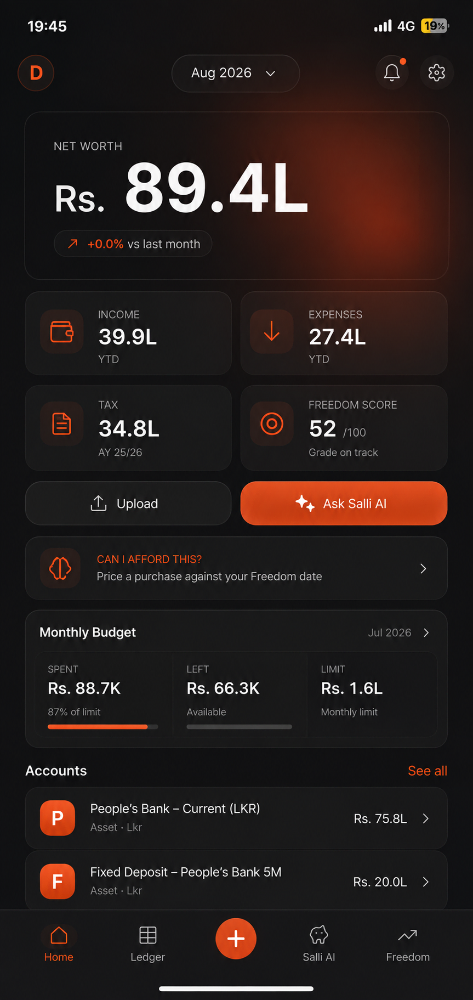 19:45
4G 19%
D
Aug 2026
NET WORTH
Rs. 89.4L
+0.0% vs last month
INCOME
39.9L
YTD
EXPENSES
27.4L
YTD
TAX
34.8L
AY 25/26
FREEDOM SCORE
52 /100
Grade on track
Upload
Ask Salli AI
CAN I AFFORD THIS?
Price a purchase against your Freedom date
Monthly Budget
Jul 2026
SPENT
Rs. 88.7K
87% of limit
LEFT
Rs. 66.3K
Available
LIMIT
Rs. 1.6L
Monthly limit
Accounts
See all
P
People's Bank – Current (LKR)
Asset · Lkr
Rs. 75.8L
F
Fixed Deposit – People's Bank 5M
Asset · Lkr
Rs. 20.0L
Home
Ledger
Salli AI
Freedom